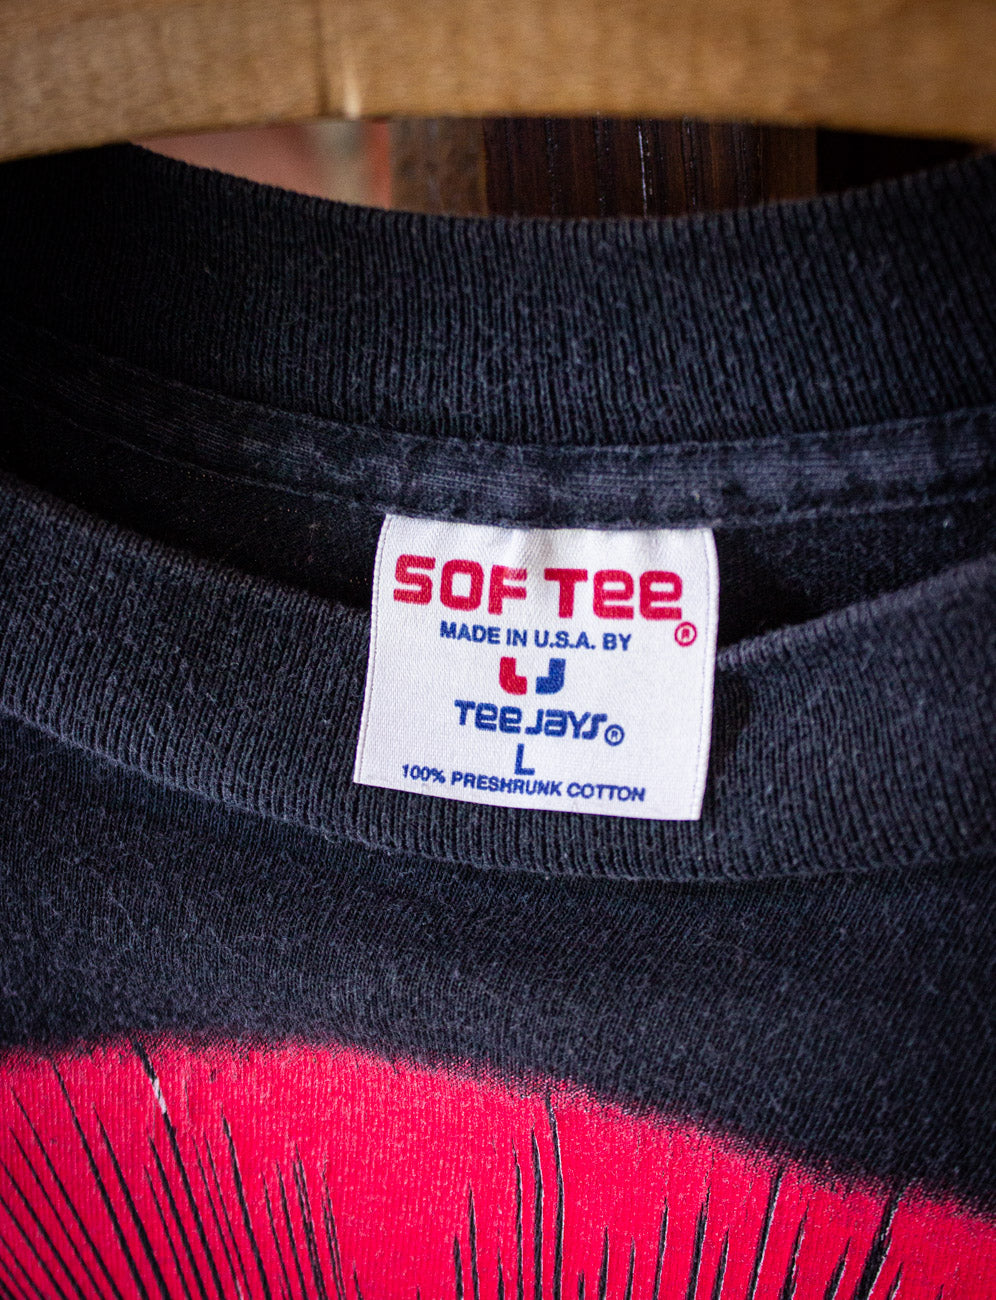 SOF TEE ®
MADE IN U.S.A. BY
TEE JAYS ®
L
100% PRESHRUNK COTTON